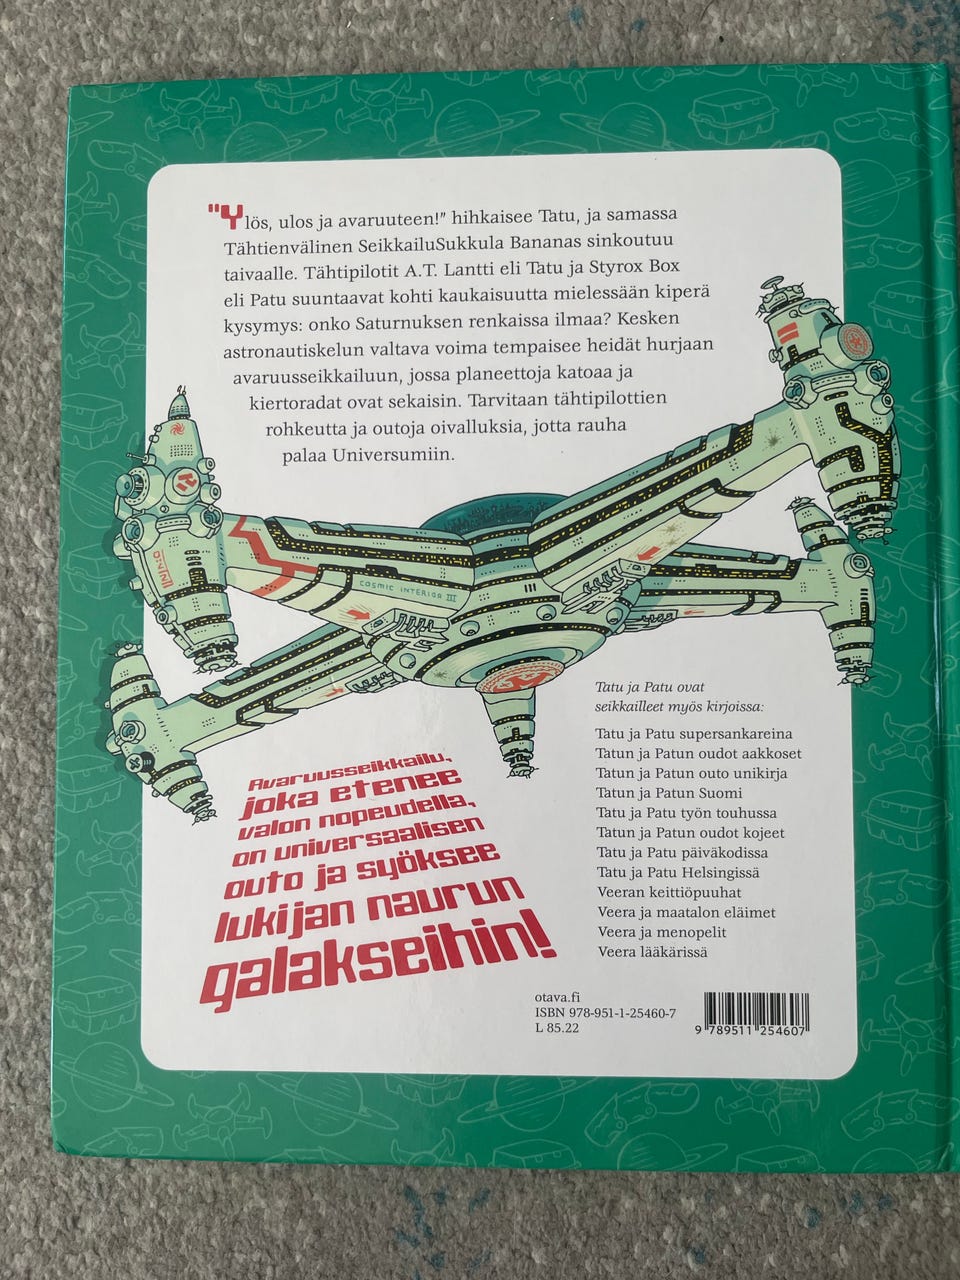 "Ylös, ulos ja avaruuteen!" hihkaisee Tatu, ja samassa
Tähtienvälinen SeikkailuSukkula Bananas sinkoutuu
taivaalle. Tähtipilotit A.T. Lantti eli Tatu ja Styrox Box
eli Patu suuntaavat kohti kaukaisuutta mielessään kiperä
kysymys: onko Saturnuksen renkaissa ilmaa? Kesken
astronautiskelun valtava voima tempaisee heidät hurjaan
avaruusseikkailuun, jossa planeettoja katoaa ja
kiertoradat ovat sekaisin. Tarvitaan tähtipilottien
rohkeutta ja outoja oivalluksia, jotta rauha
palaa Universumiin.
COSMIC INTERIOR III
Avaruusseikkailu,
joka etenee
valon nopeudella,
on universaalisen
outo ja syöksee
lukijan naurun
galakseihin!
Tatu ja Patu ovat
seikkailleet myös kirjoissa:
Tatu ja Patu supersankareina
Tatun ja Patun oudot aakkoset
Tatun ja Patun outo unikirja
Tatun ja Patun Suomi
Tatu ja Patu työn touhussa
Tatun ja Patun oudot kojeet
Tatu ja Patu päiväkodissa
Tatu ja Patu Helsingissä
Veeran keittiöpuuhat
Veera ja maatalon eläimet
Veera ja menopelit
Veera lääkärissä
otava.fi
ISBN 978-951-1-25460-7
L 85.22
9 789511 254607